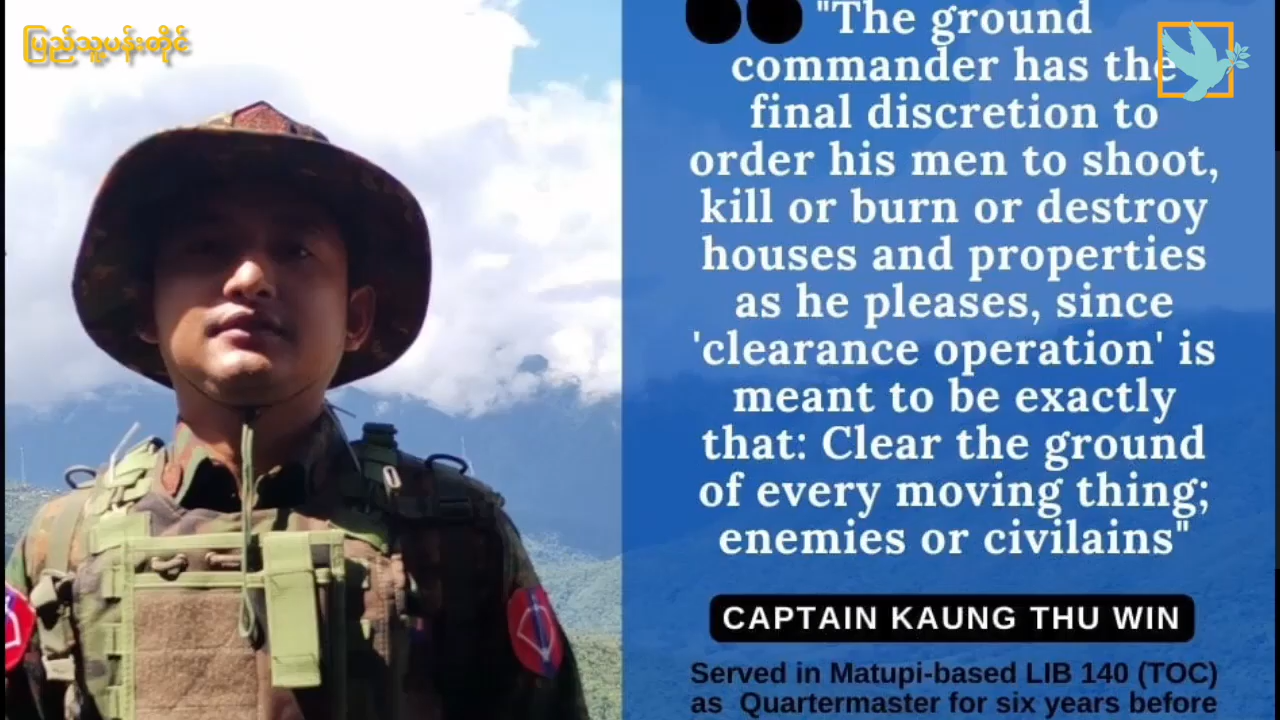 ပြည်သူ့ပန်းတိုင်
"The ground
commander has the
final discretion to
order his men to shoot,
kill or burn or destroy
houses and properties
as he pleases, since
'clearance operation' is
meant to be exactly
that: Clear the ground
of every moving thing;
enemies or civilains"
CAPTAIN KAUNG THU WIN
Served in Matupi-based LIB 140 (TOC)
as Quartermaster for six years before